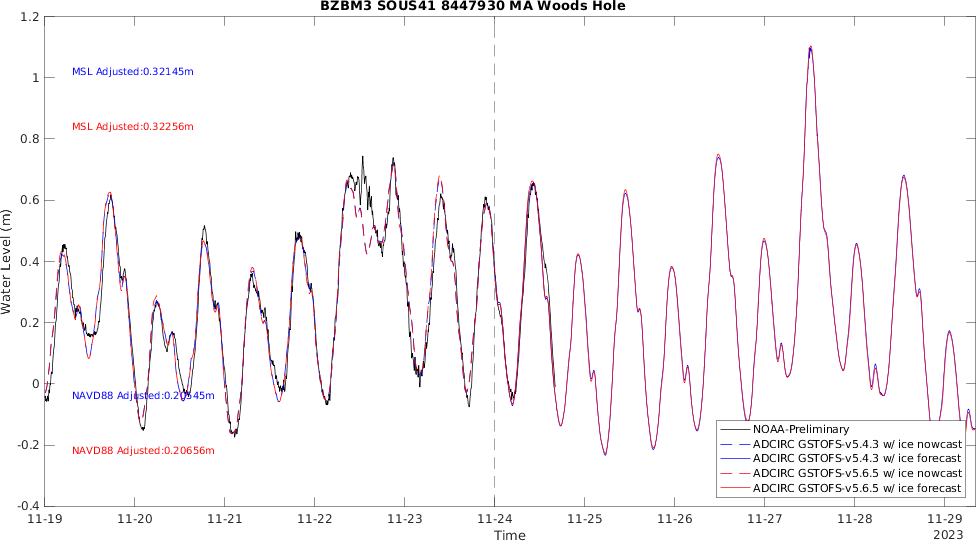 BZBM3 SOUS41 8447930 MA Woods Hole
1.2
1
0.8
0.6
0.4
0.2
0
-0.2
-0.4
Water Level (m)
MSL Adjusted:0.32145m
MSL Adjusted:0.32256m
NAVD88 Adjusted:0.20545m
NAVD88 Adjusted:0.20656m
NOAA-Preliminary
ADCIRC GSTOFS-v5.4.3 w/ ice nowcast
ADCIRC GSTOFS-v5.4.3 w/ ice forecast
ADCIRC GSTOFS-v5.6.5 w/ ice nowcast
ADCIRC GSTOFS-v5.6.5 w/ ice forecast
11-19 11-20 11-21 11-22 11-23 11-24 11-25 11-26 11-27 11-28 11-29
Time
2023